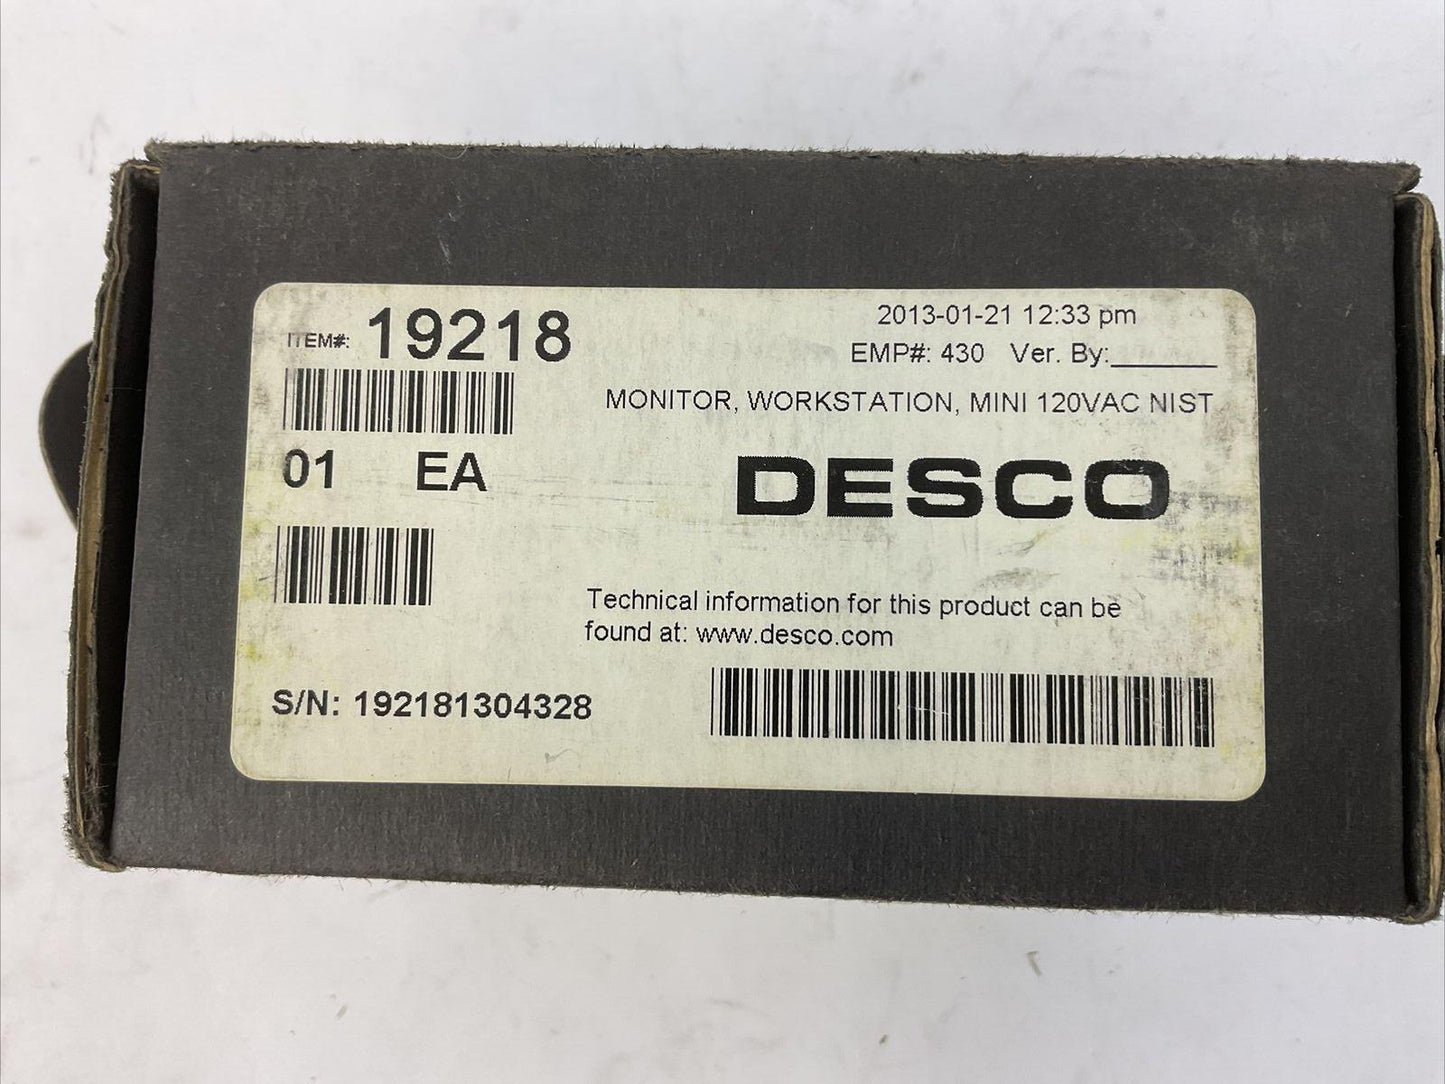 ITEM#: 19218
2013-01-21 12:33 pm
EMP#: 430 Ver. By:_______
MONITOR, WORKSTATION, MINI 120VAC NIST
01 EA
DESCO
Technical information for this product can be
found at: www.desco.com
S/N: 192181304328